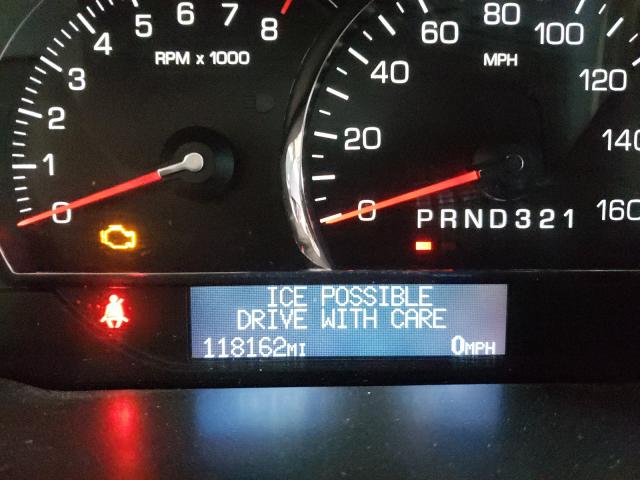 0 1 2 3 4 5 6 7 8
RPM x 1000
0 20 40 60 80 100 120 140 160
MPH
PRND321
ICE POSSIBLE
DRIVE WITH CARE
118162MI 0MPH